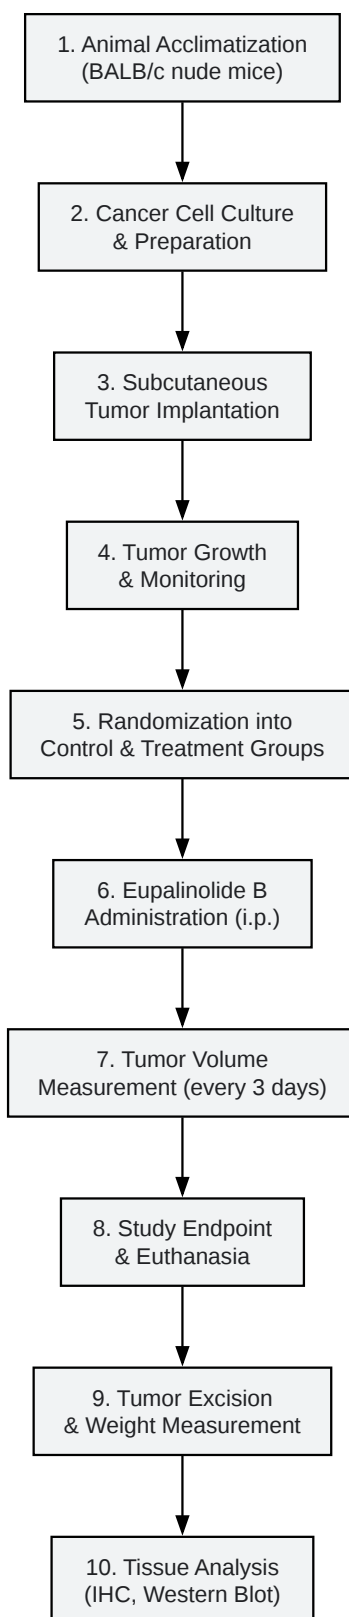 1. Animal Acclimatization
(BALB/c nude mice)
2. Cancer Cell Culture
& Preparation
3. Subcutaneous
Tumor Implantation
4. Tumor Growth
& Monitoring
5. Randomization into
Control & Treatment Groups
6. Eupalinolide B
Administration (i.p.)
7. Tumor Volume
Measurement (every 3 days)
8. Study Endpoint
& Euthanasia
9. Tumor Excision
& Weight Measurement
10. Tissue Analysis
(IHC, Western Blot)